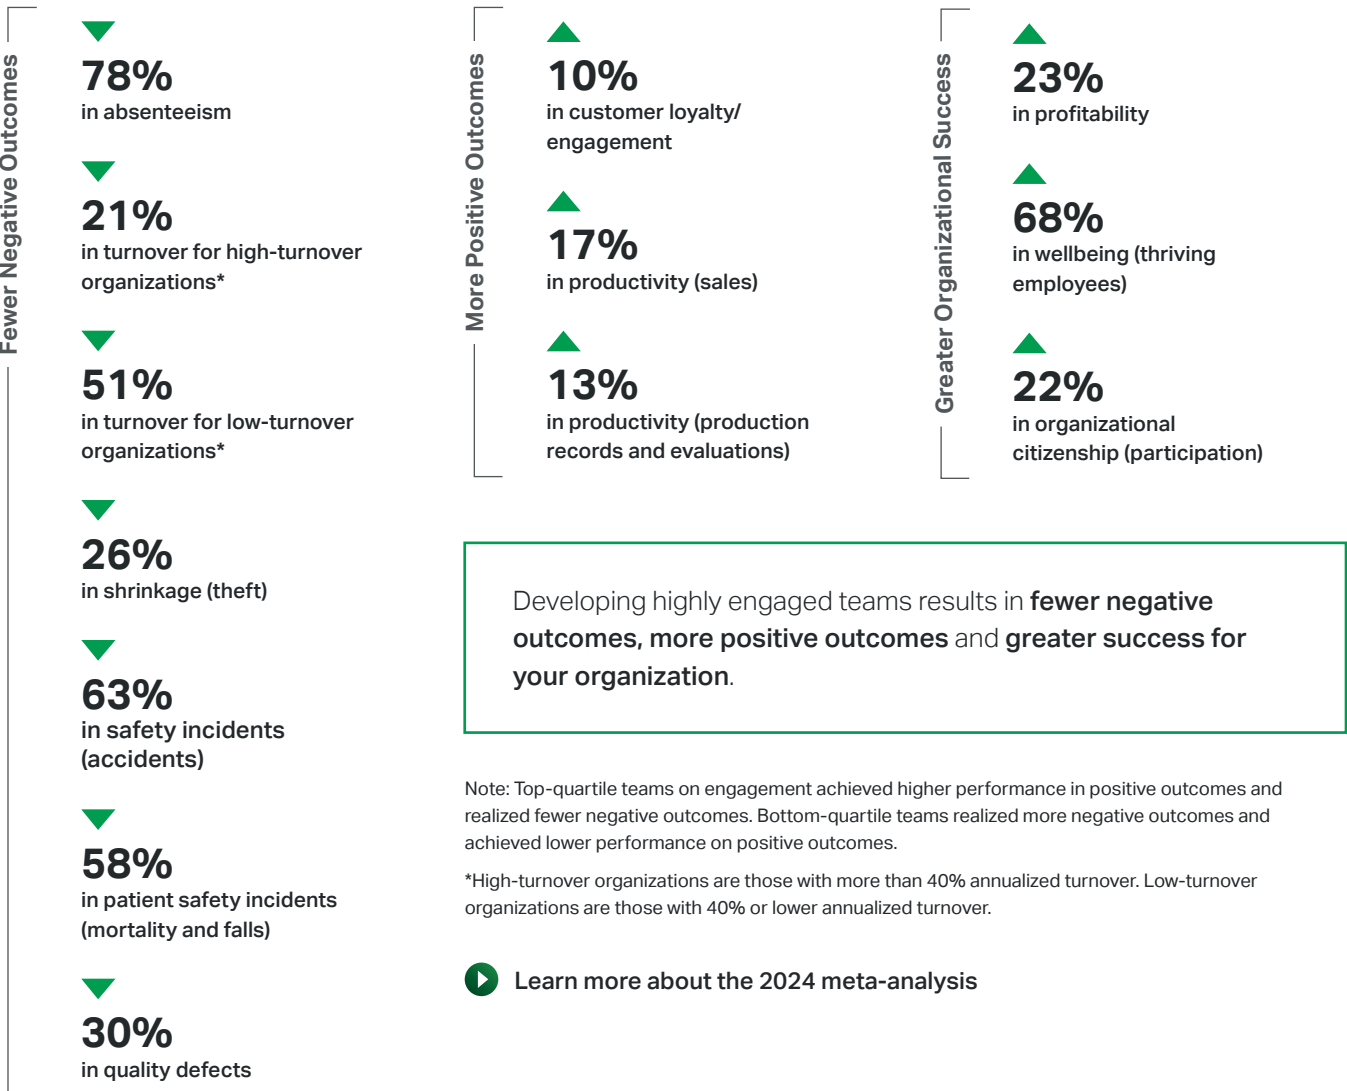 Fewer Negative Outcomes
78%
in absenteeism
21%
in turnover for high-turnover
organizations*
51%
in turnover for low-turnover
organizations*
26%
in shrinkage (theft)
63%
in safety incidents
(accidents)
58%
in patient safety incidents
(mortality and falls)
30%
in quality defects
More Positive Outcomes
10%
in customer loyalty/
engagement
17%
in productivity (sales)
13%
in productivity (production
records and evaluations)
Greater Organizational Success
23%
in profitability
68%
in wellbeing (thriving
employees)
22%
in organizational
citizenship (participation)
Developing highly engaged teams results in fewer negative
outcomes, more positive outcomes and greater success for
your organization.
Note: Top-quartile teams on engagement achieved higher performance in positive outcomes and
realized fewer negative outcomes. Bottom-quartile teams realized more negative outcomes and
achieved lower performance on positive outcomes.
*High-turnover organizations are those with more than 40% annualized turnover. Low-turnover
organizations are those with 40% or lower annualized turnover.
Learn more about the 2024 meta-analysis